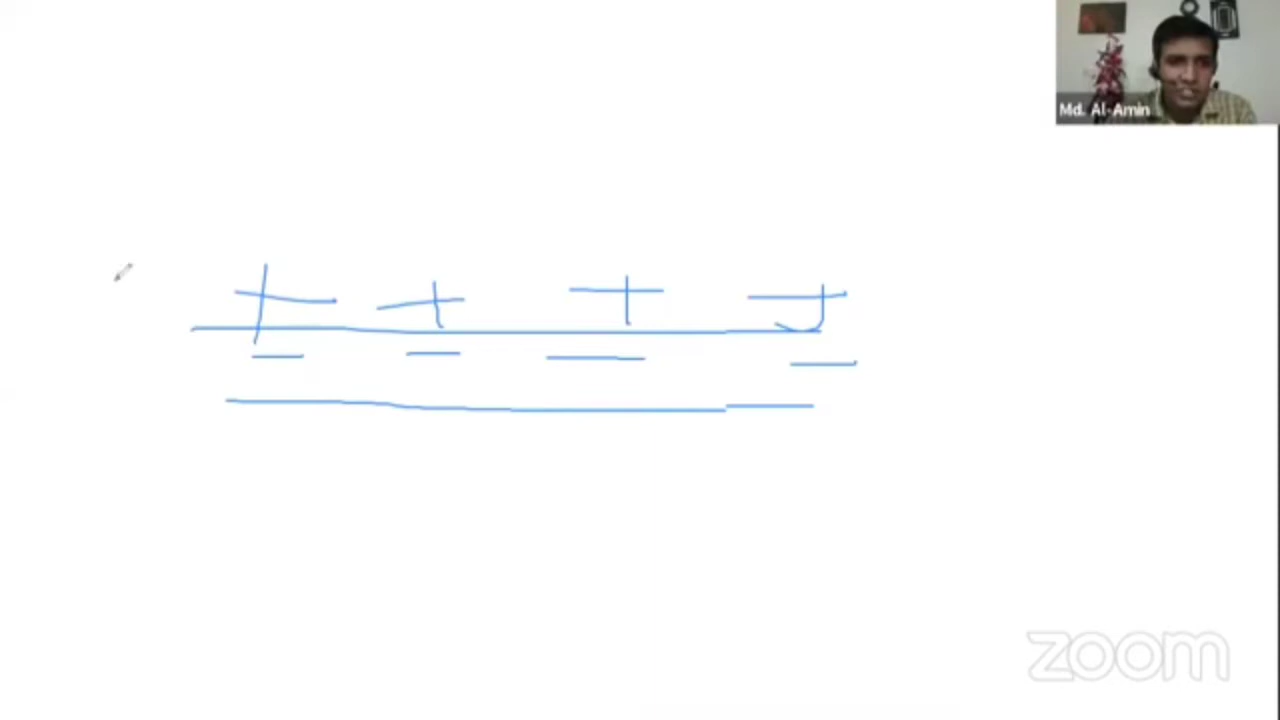 Md. Al-Amin
+ + + +
- - - -
zoom